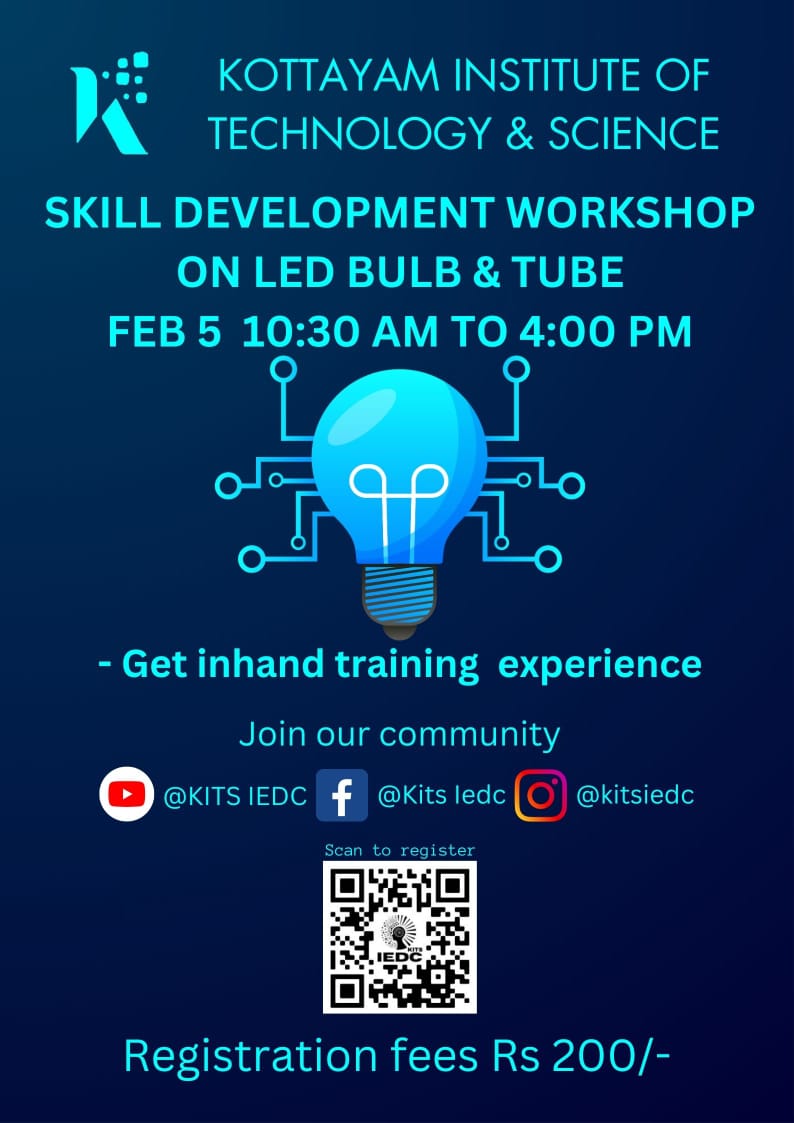 KOTTAYAM INSTITUTE OF
TECHNOLOGY & SCIENCE
SKILL DEVELOPMENT WORKSHOP
ON LED BULB & TUBE
FEB 5 10:30 AM TO 4:00 PM
- Get inhand training experience
Join our community
@KITS IEDC @Kits Iedc @kitsiedc
Scan to register
KITS
IEDC
Registration fees Rs 200/-